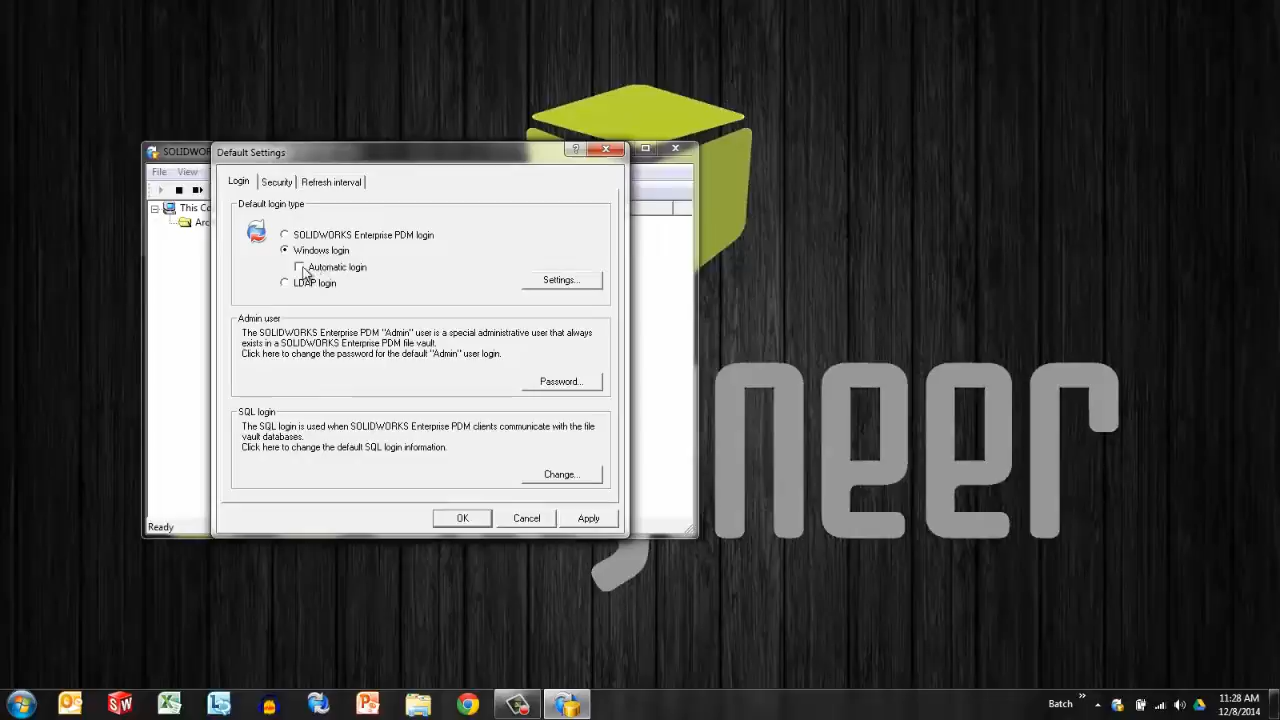 SOLIDWOR
Default Settings
File View
Login Security Refresh interval
This Co
Arc
Default login type
SOLIDWORKS Enterprise PDM login
Windows login
Automatic login
LDAP login
Settings...
Admin user
The SOLIDWORKS Enterprise PDM "Admin" user is a special administrative user that always
exists in a SOLIDWORKS Enterprise PDM file vault.
Click here to change the password for the default "Admin" user login.
Password...
SQL login
The SQL login is used when SOLIDWORKS Enterprise PDM clients communicate with the file
vault databases.
Click here to change the default SQL login information.
Change...
OK Cancel Apply
Ready
neer
Batch
11:28 AM
12/8/2014